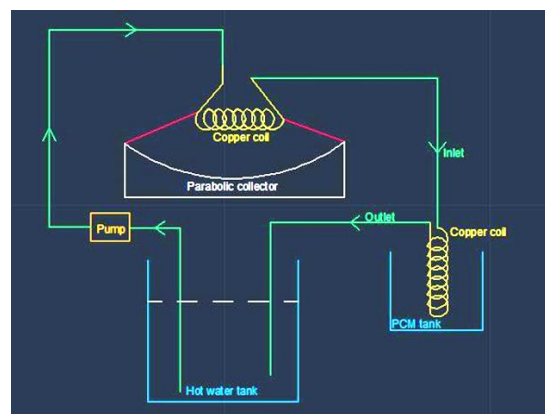 Copper coil
Inlet
Parabolic collector
Pump
Outlet
Copper coil
PCM tank
Hot water tank